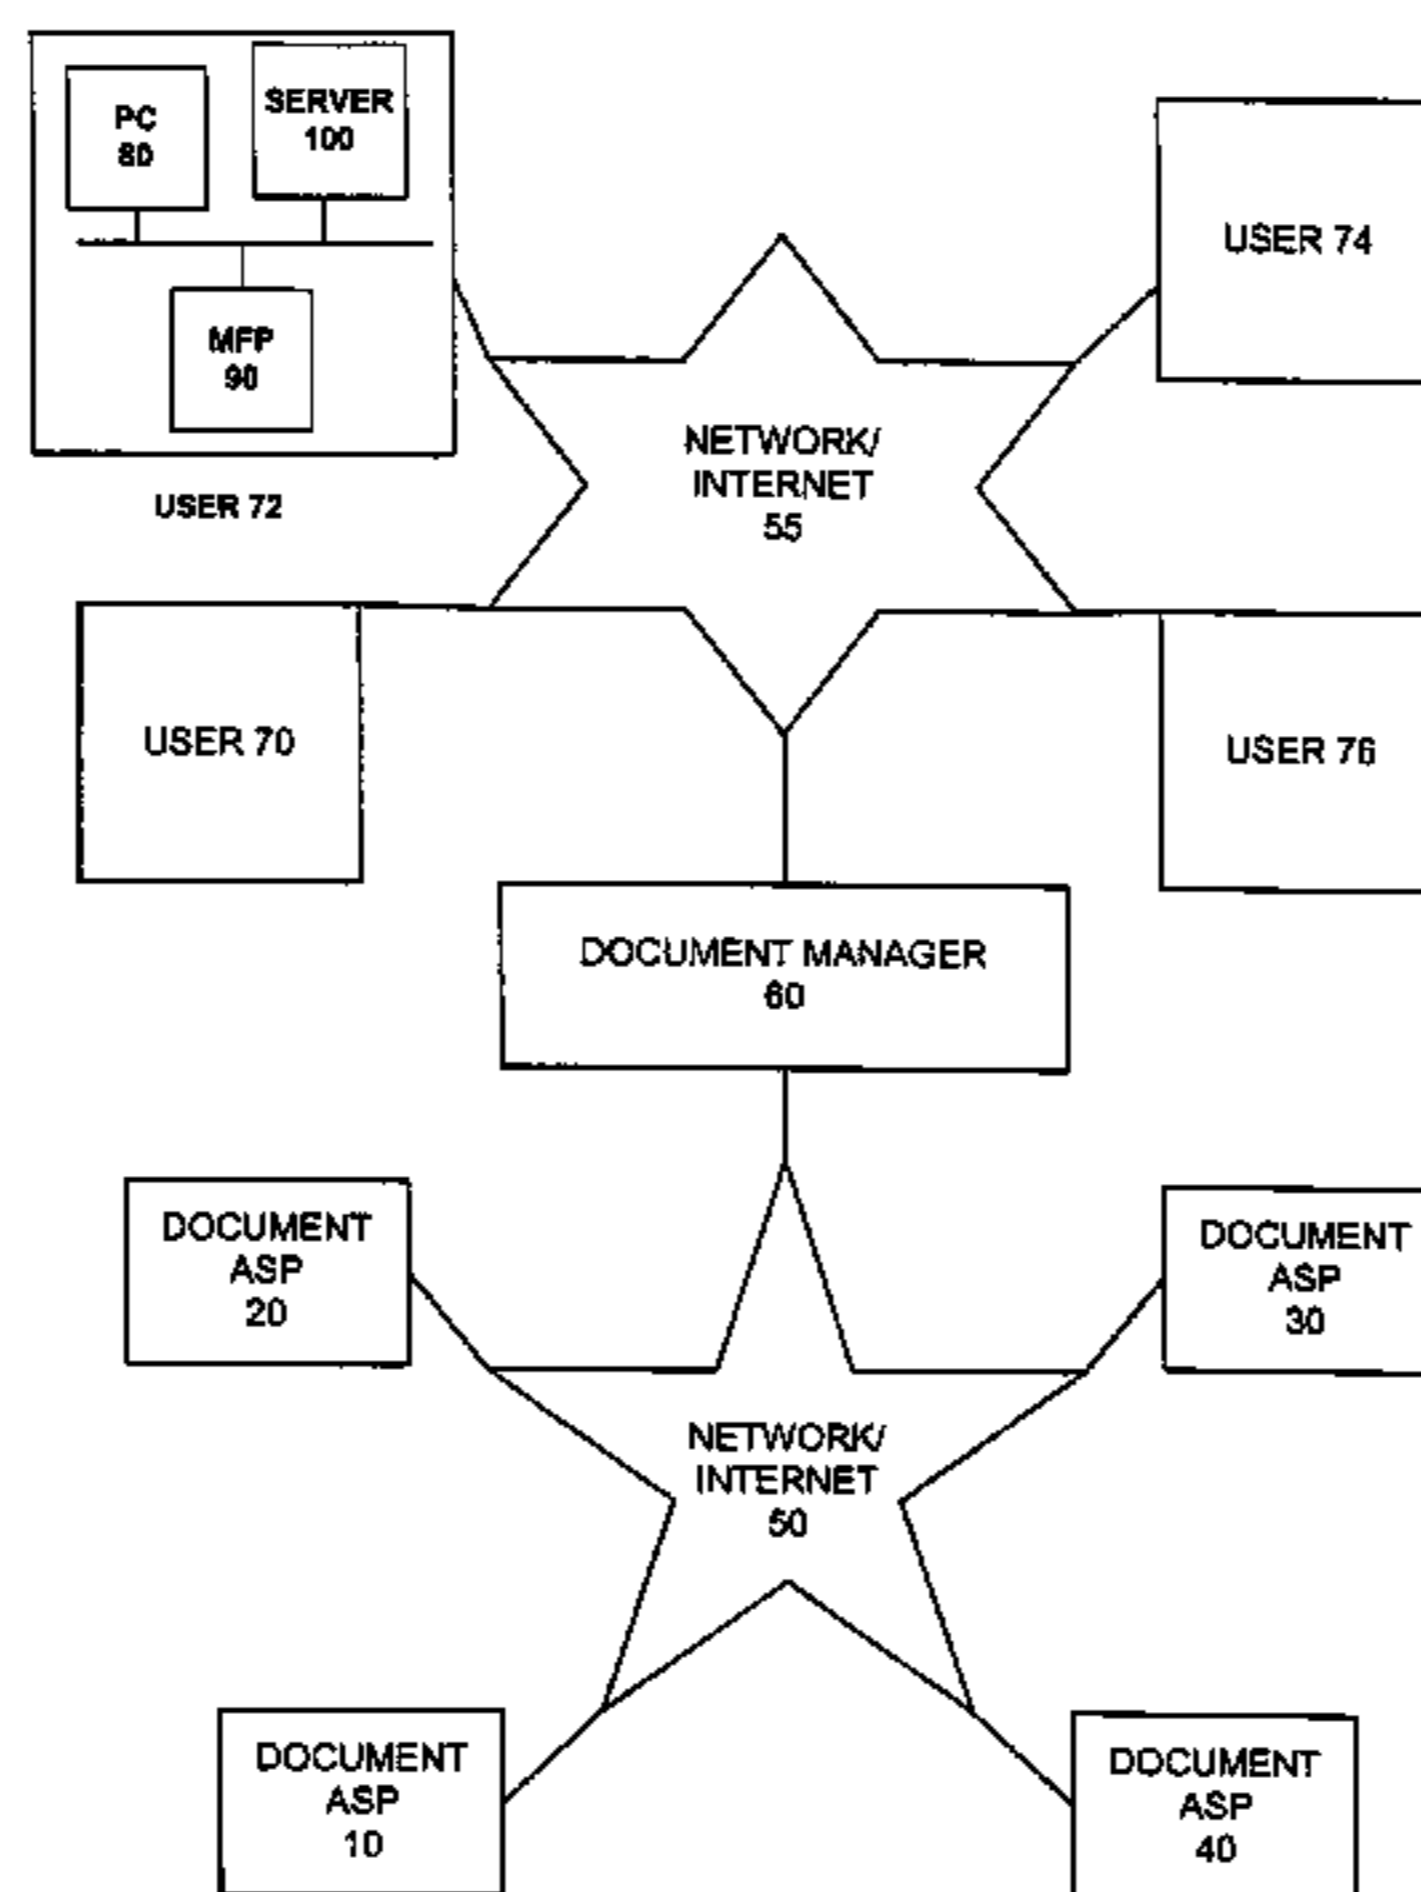 PC
80
SERVER
100
MFP
90
USER 72
USER 74
NETWORK/
INTERNET
55
USER 70
USER 76
DOCUMENT MANAGER
60
DOCUMENT
ASP
20
DOCUMENT
ASP
30
NETWORK/
INTERNET
50
DOCUMENT
ASP
10
DOCUMENT
ASP
40